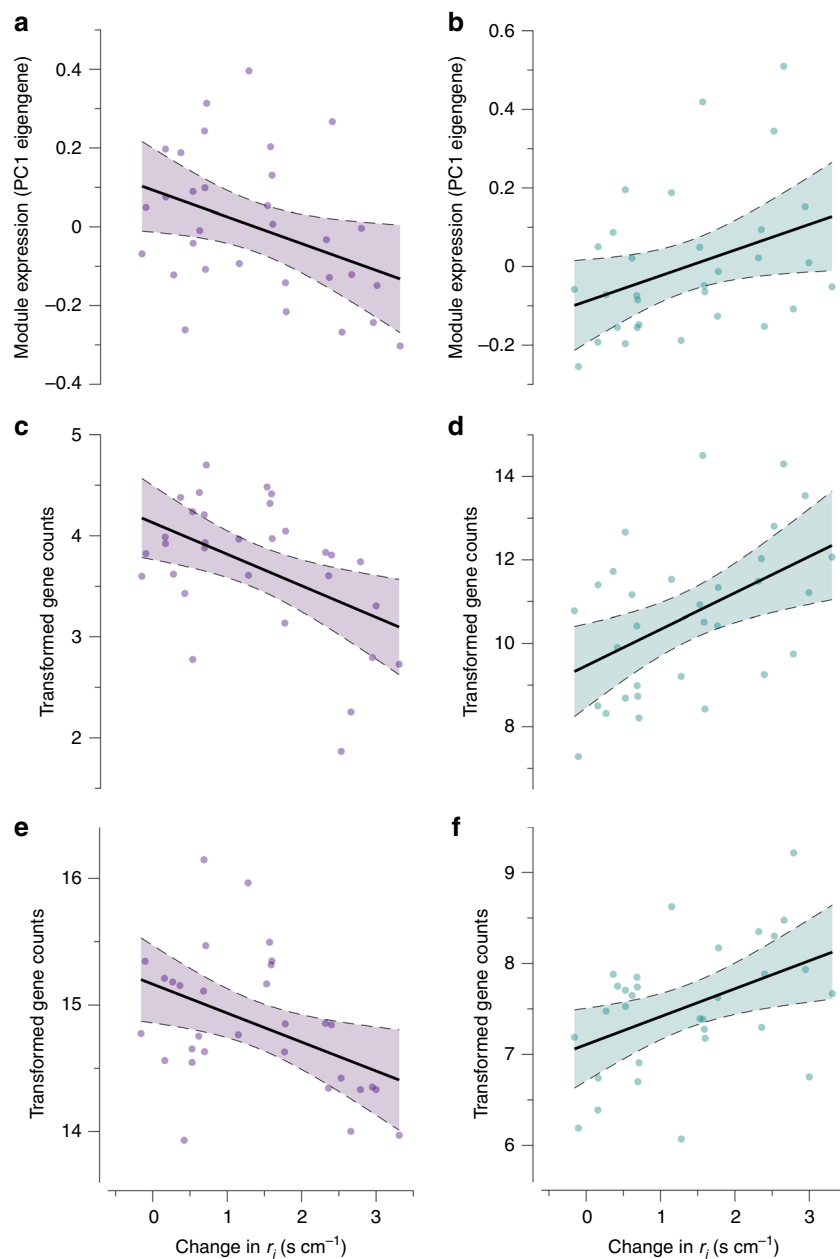 a
b
0.4
0.2
0
−0.2
−0.4
Module expression (PC1 eigengene)
0.6
0.4
0.2
0
−0.2
Module expression (PC1 eigengene)
c
d
5
4
3
2
Transformed gene counts
14
12
10
8
Transformed gene counts
e
f
16
15
14
Transformed gene counts
9
8
7
6
Transformed gene counts
0 1 2 3
Change in ri (s cm−1)
0 1 2 3
Change in ri (s cm−1)